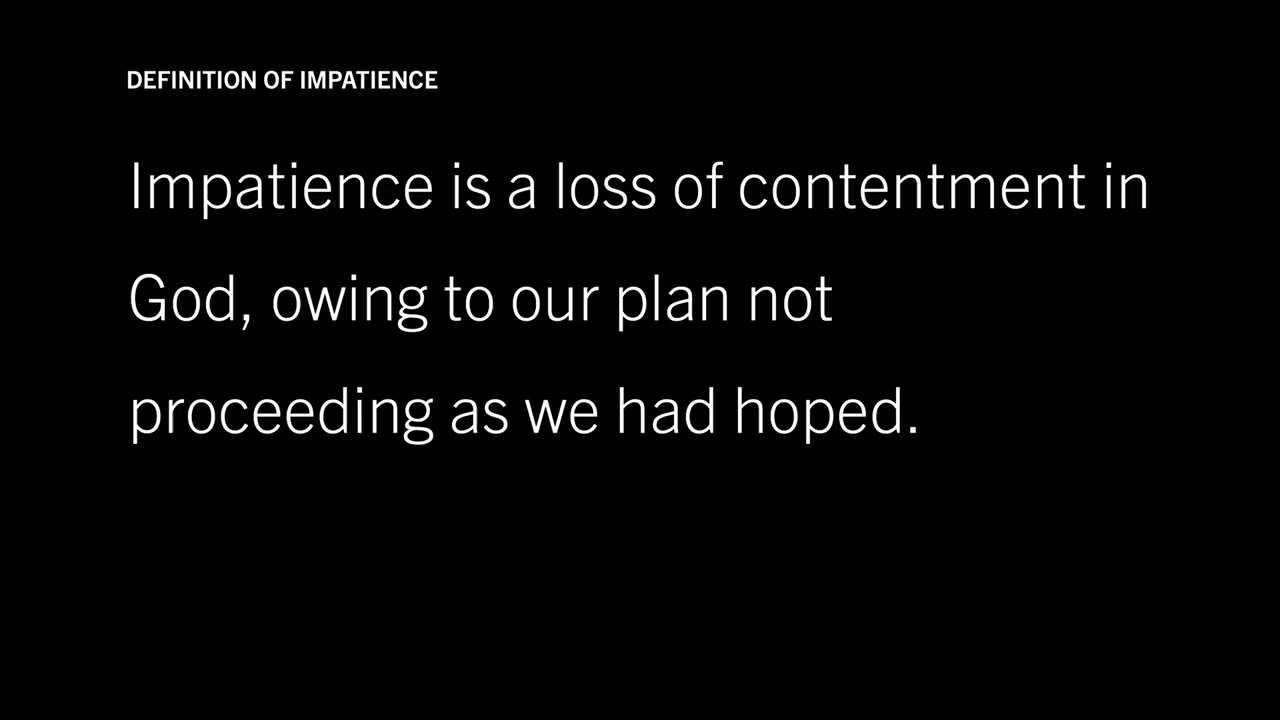 DEFINITION OF IMPATIENCE
Impatience is a loss of contentment in
God, owing to our plan not
proceeding as we had hoped.